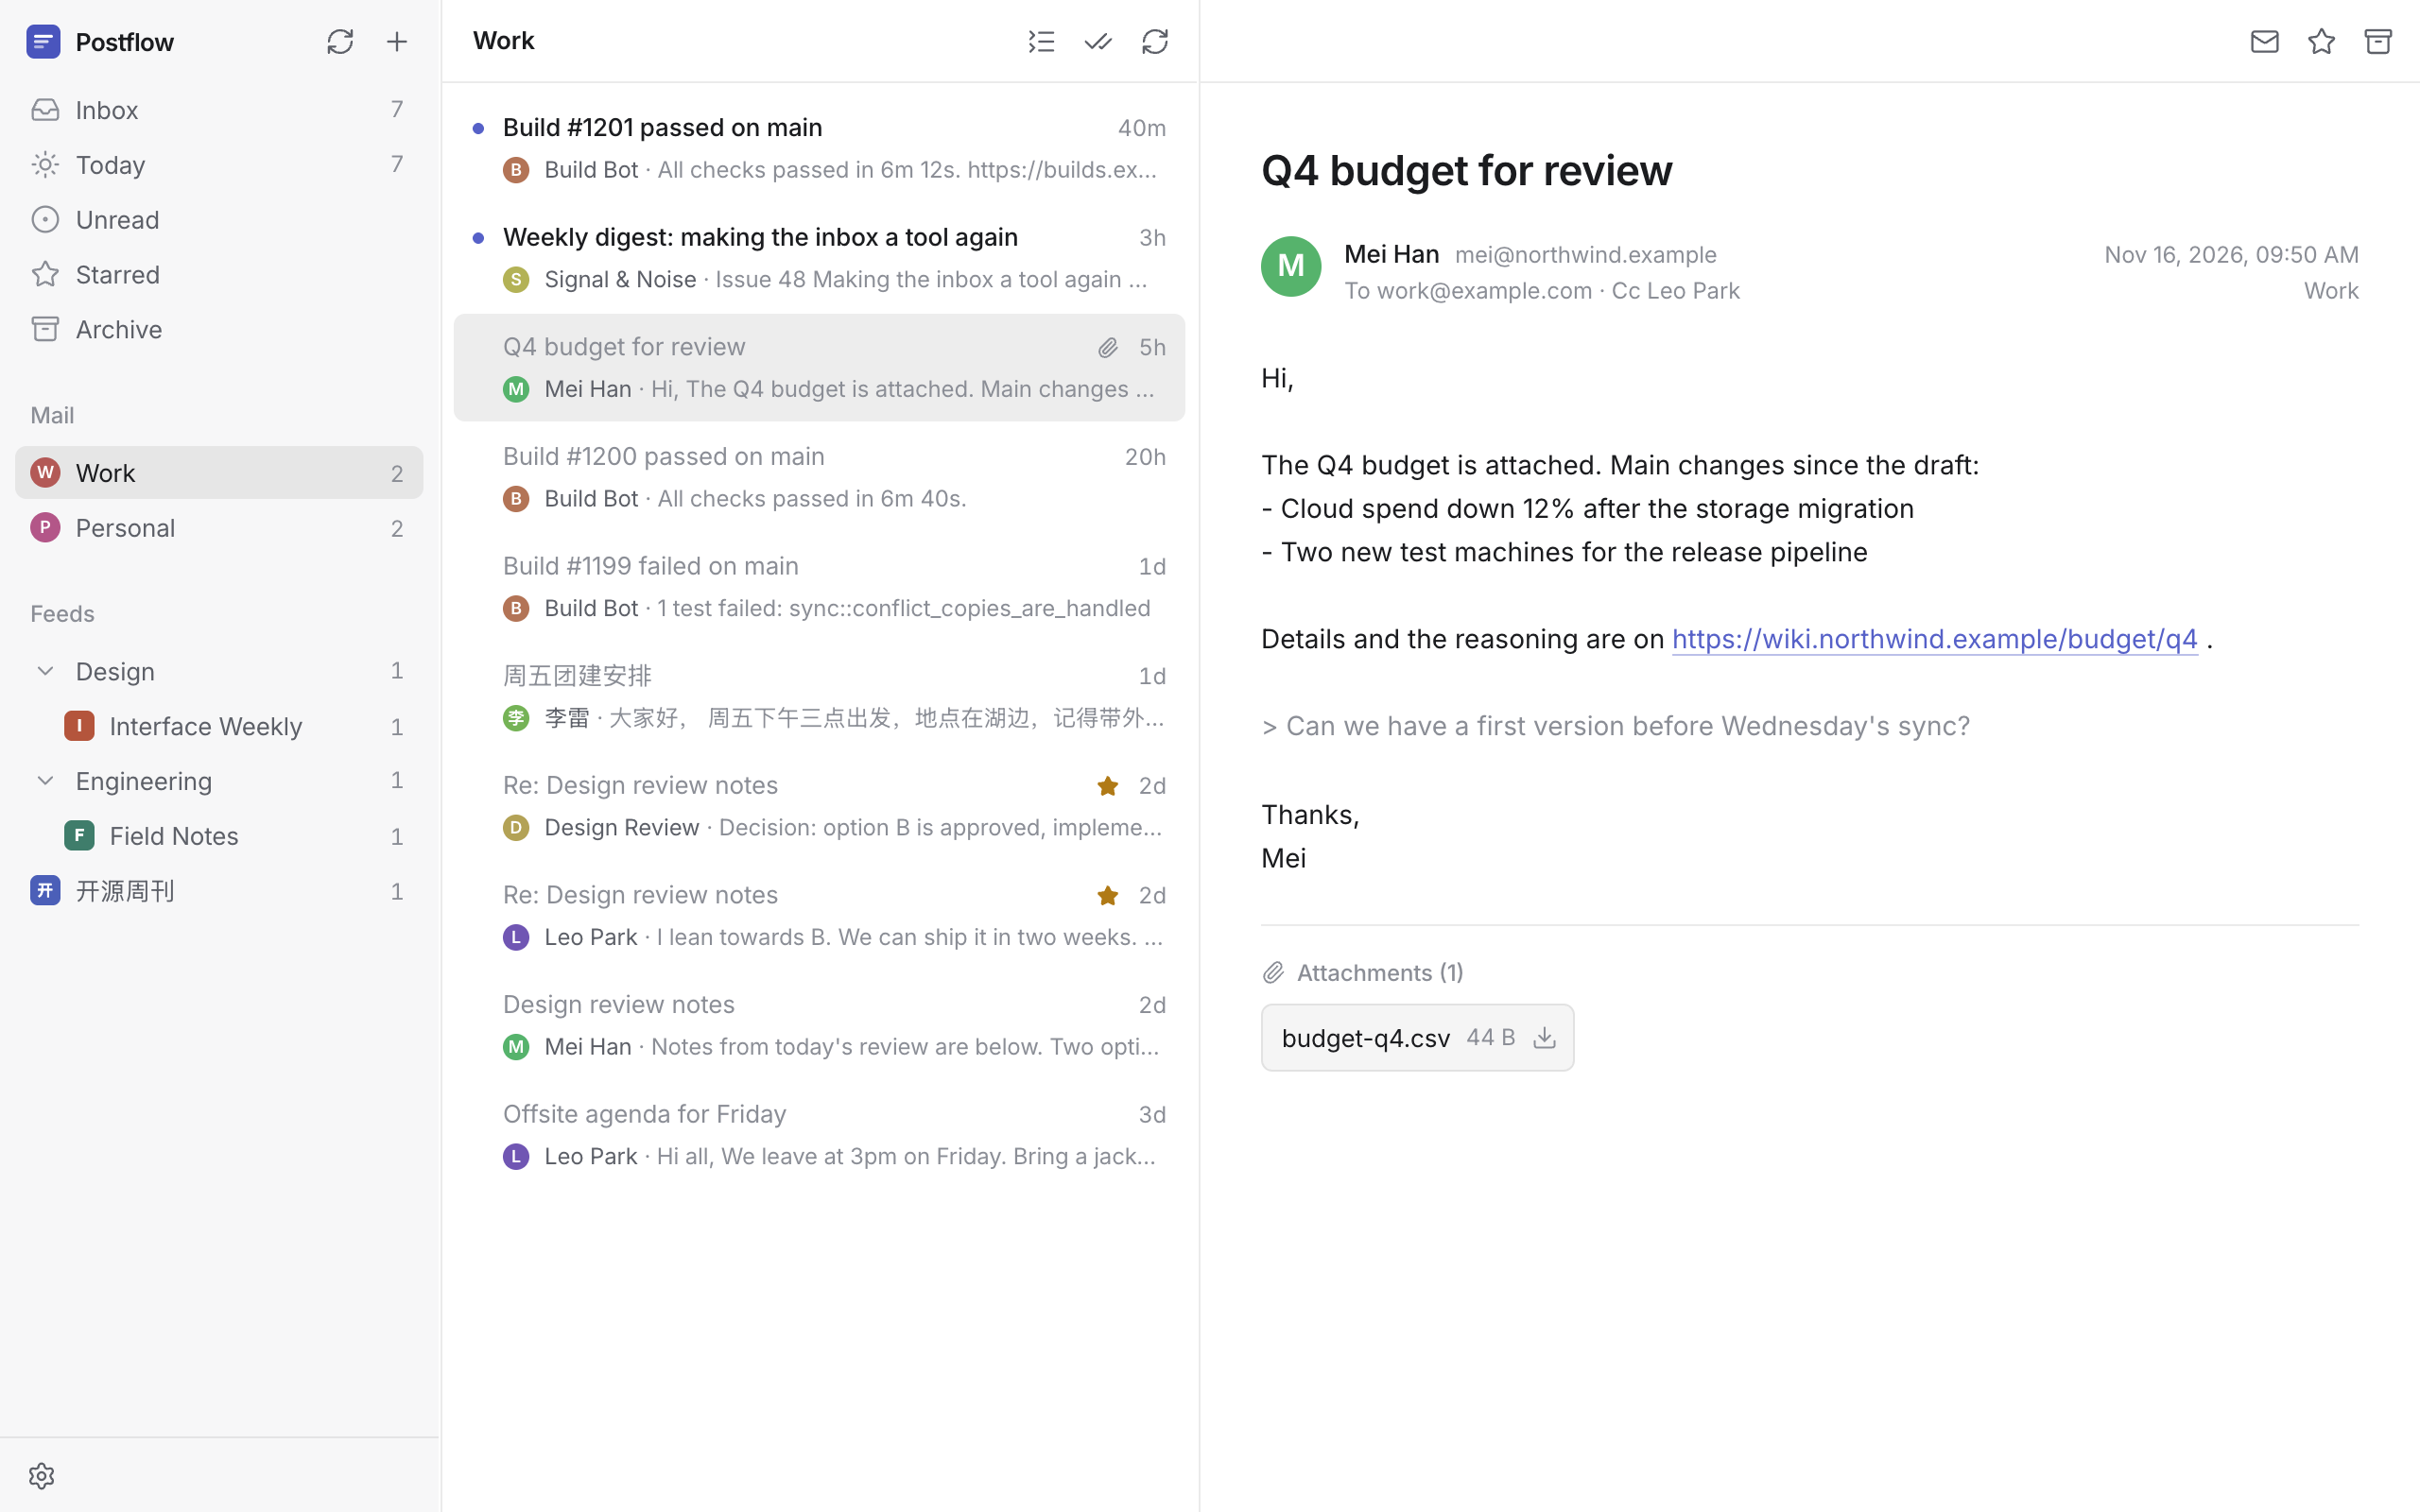 Postflow
Inbox 7
Today 7
Unread
Starred
Archive
Mail
W Work 2
P Personal 2
Feeds
Design 1
I Interface Weekly 1
Engineering 1
F Field Notes 1
开 开源周刊 1
Work
Build #1201 passed on main 40m
B Build Bot · All checks passed in 6m 12s. https://builds.ex...
Weekly digest: making the inbox a tool again 3h
S Signal & Noise · Issue 48 Making the inbox a tool again ...
Q4 budget for review 5h
M Mei Han · Hi, The Q4 budget is attached. Main changes ...
Build #1200 passed on main 20h
B Build Bot · All checks passed in 6m 40s.
Build #1199 failed on main 1d
B Build Bot · 1 test failed: sync::conflict_copies_are_handled
周五团建安排 1d
李 李雷 · 大家好， 周五下午三点出发，地点在湖边，记得带外...
Re: Design review notes 2d
D Design Review · Decision: option B is approved, impleme...
Re: Design review notes 2d
L Leo Park · I lean towards B. We can ship it in two weeks. ...
Design review notes 2d
M Mei Han · Notes from today's review are below. Two opti...
Offsite agenda for Friday 3d
L Leo Park · Hi all, We leave at 3pm on Friday. Bring a jack...
Q4 budget for review
M Mei Han mei@northwind.example Nov 16, 2026, 09:50 AM
To work@example.com · Cc Leo Park Work
Hi,
The Q4 budget is attached. Main changes since the draft:
- Cloud spend down 12% after the storage migration
- Two new test machines for the release pipeline
Details and the reasoning are on https://wiki.northwind.example/budget/q4 .
> Can we have a first version before Wednesday's sync?
Thanks,
Mei
Attachments (1)
budget-q4.csv 44 B